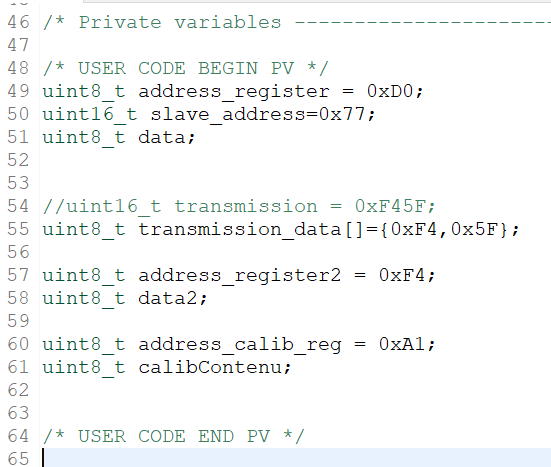 46 /* Private variables -----------------------
47
48 /* USER CODE BEGIN PV */
49 uint8_t address_register = 0xD0;
50 uint16_t slave_address=0x77;
51 uint8_t data;
52
53
54 //uint16_t transmission = 0xF45F;
55 uint8_t transmission_data[]={0xF4,0x5F};
56
57 uint8_t address_register2 = 0xF4;
58 uint8_t data2;
59
60 uint8_t address_calib_reg = 0xA1;
61 uint8_t calibContenu;
62
63
64 /* USER CODE END PV */
65